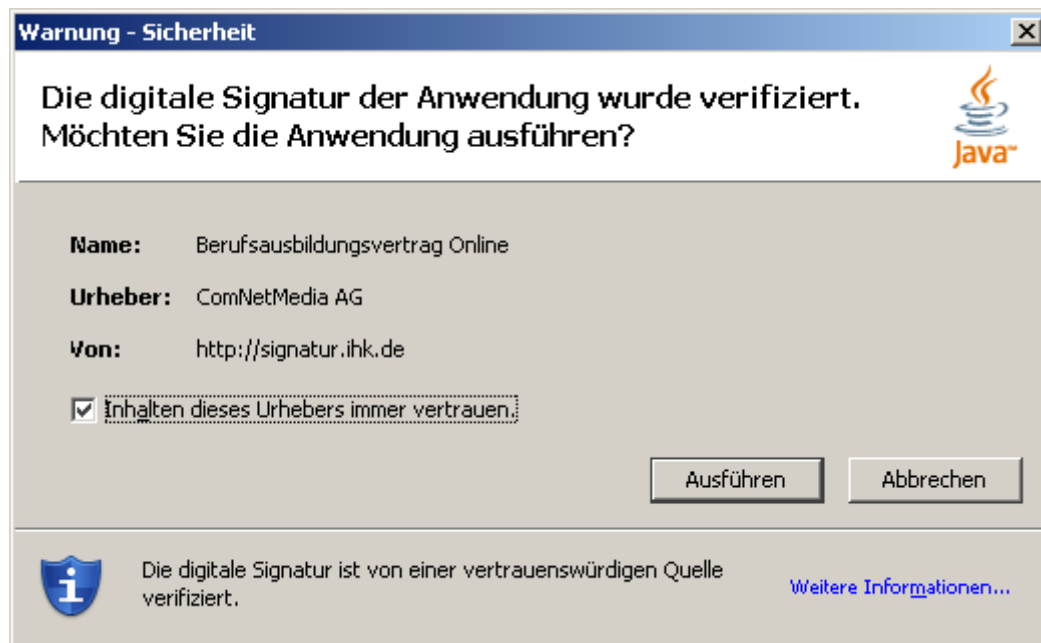 Warnung - Sicherheit
Die digitale Signatur der Anwendung wurde verifiziert.
Möchten Sie die Anwendung ausführen?
Java™
Name: Berufsausbildungsvertrag Online
Urheber: ComNetMedia AG
Von: http://signatur.ihk.de
Inhalten dieses Urhebers immer vertrauen.
Ausführen Abbrechen
Die digitale Signatur ist von einer vertrauenswürdigen Quelle
verifiziert.
Weitere Informationen...